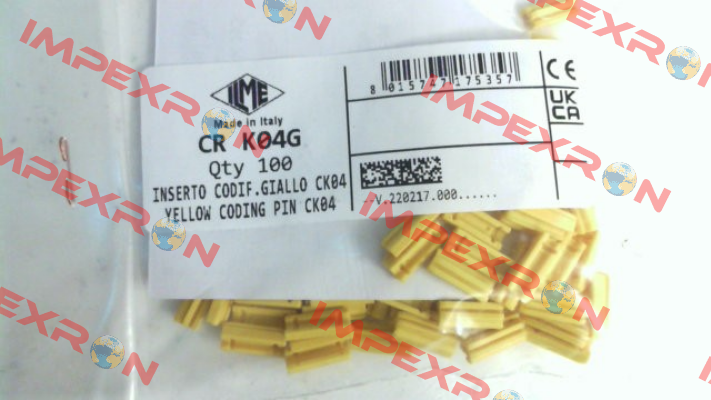 ILME
Made in Italy
CR K04G
Qty 100
INSERTO CODIF.GIALLO CK04
YELLOW CODING PIN CK04
8 015747 175357
CE
UK
CA
--V.220217.000......
IMPEXRON
IMPEXRON
IMPEXRON
IMPEXRON
IMPEXRON
IMPEXRON